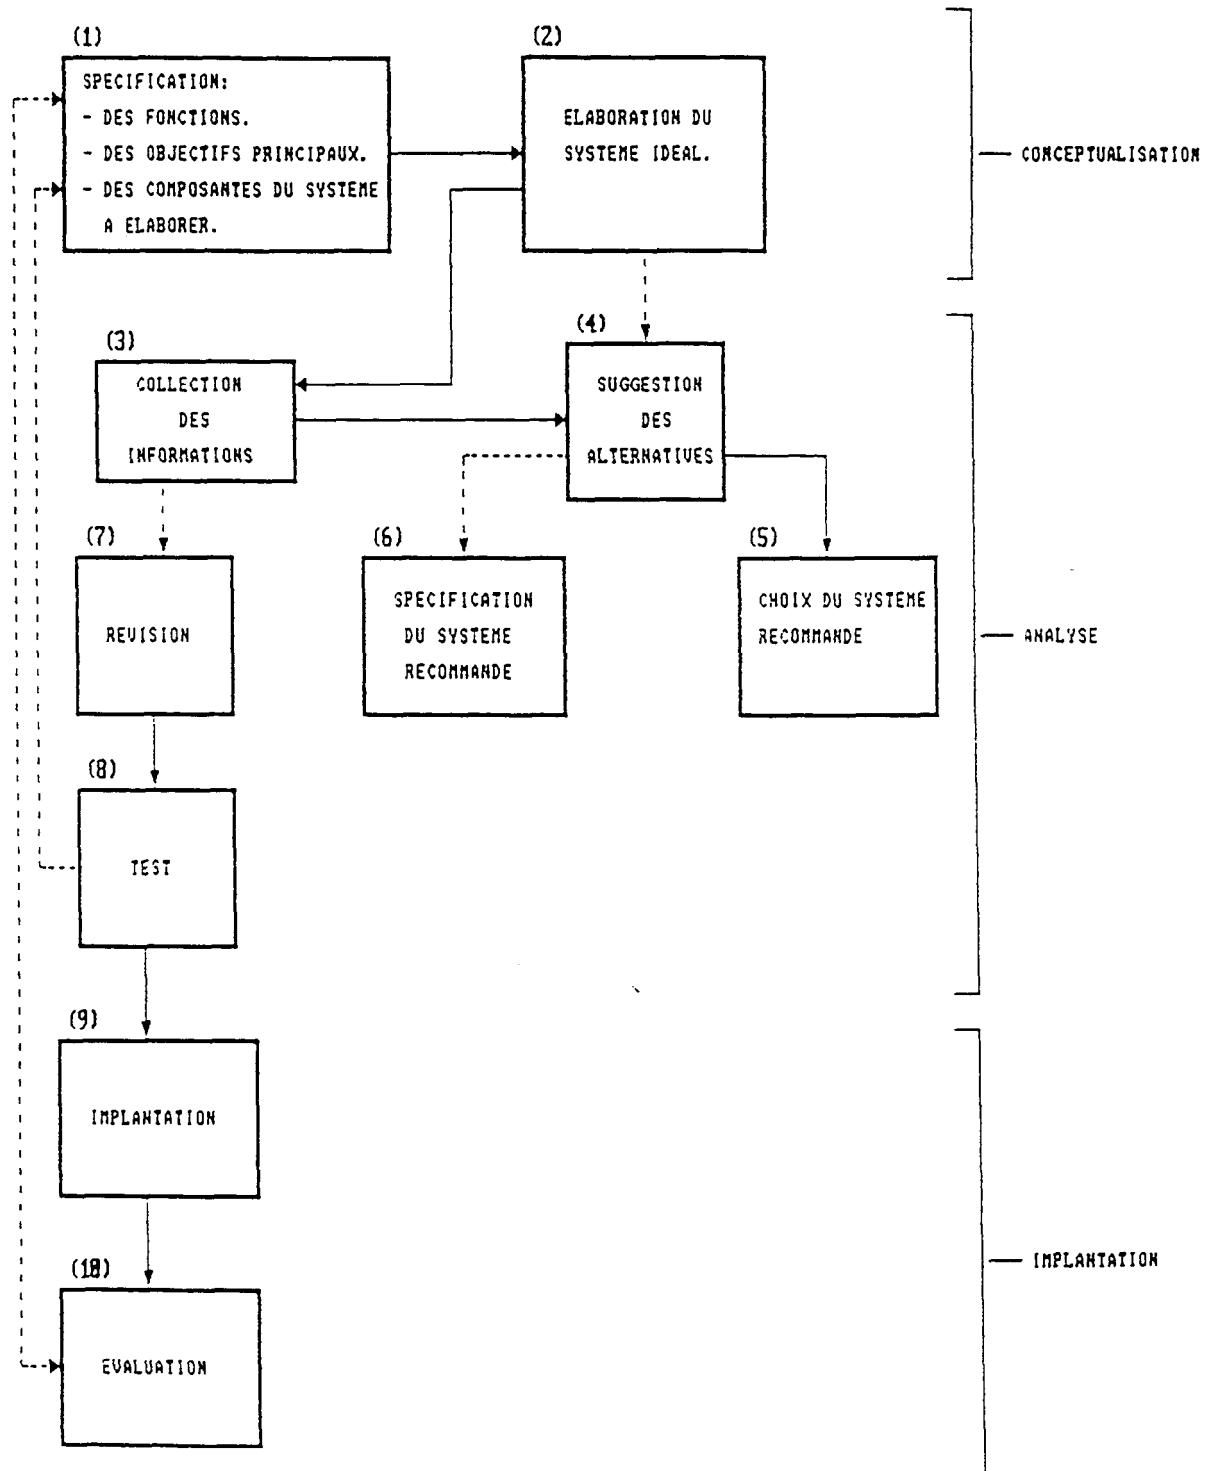 (1)
SPECIFICATION:
- DES FONCTIONS.
- DES OBJECTIFS PRINCIPAUX.
- DES COMPOSANTES DU SYSTEME
A ELABORER.
(2)
ELABORATION DU
SYSTEME IDEAL.
CONCEPTUALISATION
(3)
COLLECTION
DES
INFORMATIONS
(4)
SUGGESTION
DES
ALTERNATIVES
(7)
REVISION
(6)
SPECIFICATION
DU SYSTEME
RECOMMANDE
(5)
CHOIX DU SYSTEME
RECOMMANDE
ANALYSE
(8)
TEST
(9)
IMPLANTATION
(10)
EVALUATION
IMPLANTATION